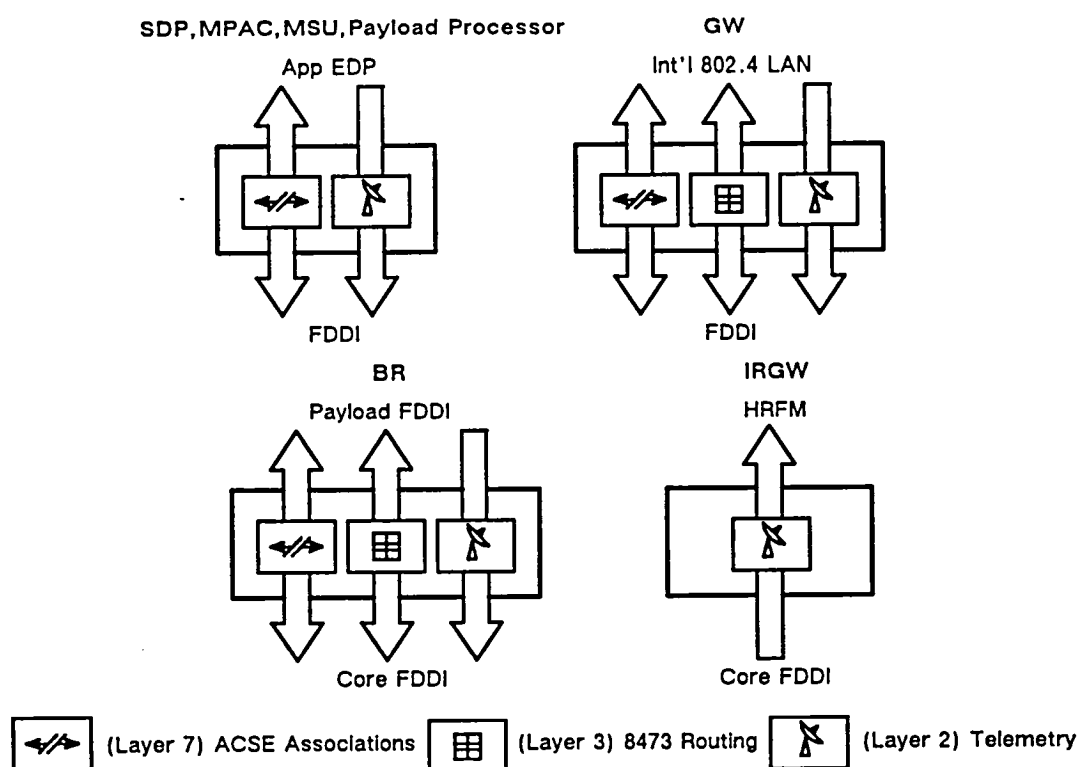 SDP,MPAC,MSU,Payload Processor
App EDP
FDDI
GW
Int'l 802.4 LAN
FDDI
BR
Payload FDDI
Core FDDI
IRGW
HRFM
Core FDDI
(Layer 7) ACSE Associations
(Layer 3) 8473 Routing
(Layer 2) Telemetry